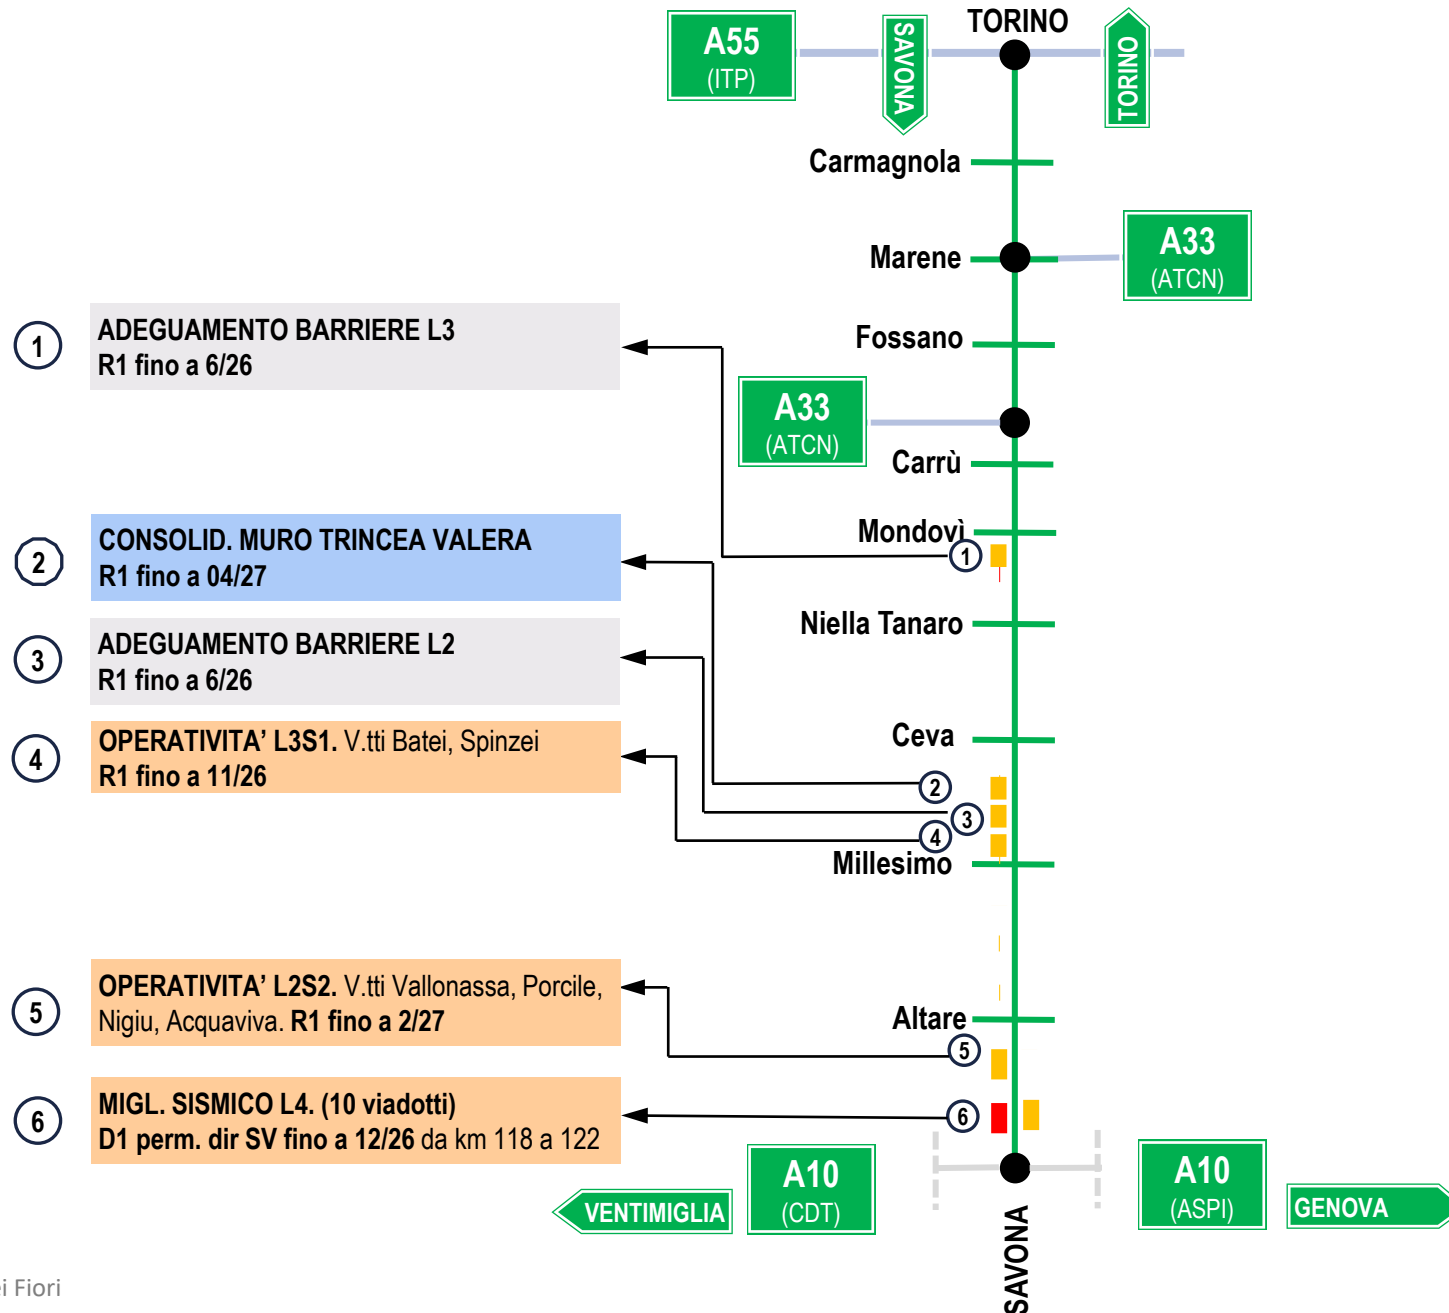 TORINO
A55
(ITP)
SAVONA
TORINO
Carmagnola
A33
(ATCN)
Marene
1
ADEGUAMENTO BARRIERE L3
R1 fino a 6/26
Fossano
A33
(ATCN)
Carrù
Mondovì
1
2
CONSOLID. MURO TRINCEA VALERA
R1 fino a 04/27
Niella Tanaro
3
ADEGUAMENTO BARRIERE L2
R1 fino a 6/26
Ceva
4
OPERATIVITA’ L3S1. V.tti Batei, Spinzei
R1 fino a 11/26
2
3
4
Millesimo
5
OPERATIVITA’ L2S2. V.tti Vallonassa, Porcile,
Nigiu, Acquaviva. R1 fino a 2/27
Altare
5
6
MIGL. SISMICO L4. (10 viadotti)
D1 perm. dir SV fino a 12/26 da km 118 a 122
6
VENTIMIGLIA
A10
(CDT)
A10
(ASPI)
GENOVA
SAVONA
i Fiori